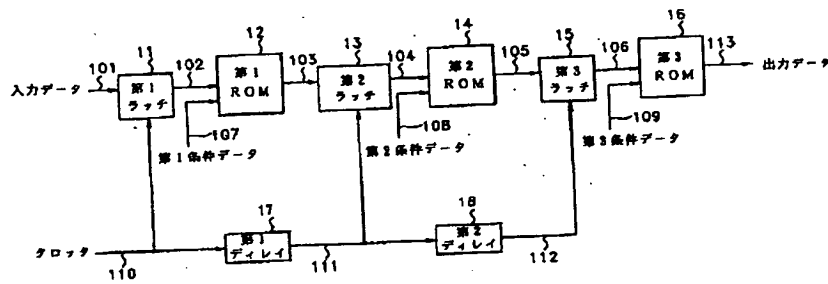 11
12
13
14
15
16
入力データ
101
第1
ラッチ
102
第1
ROM
103
第2
ラッチ
104
第2
ROM
105
第3
ラッチ
106
第3
ROM
113
出力データ
107
第1条件データ
108
第2条件データ
109
第3条件データ
クロック
110
17
第1
ディレイ
111
18
第2
ディレイ
112